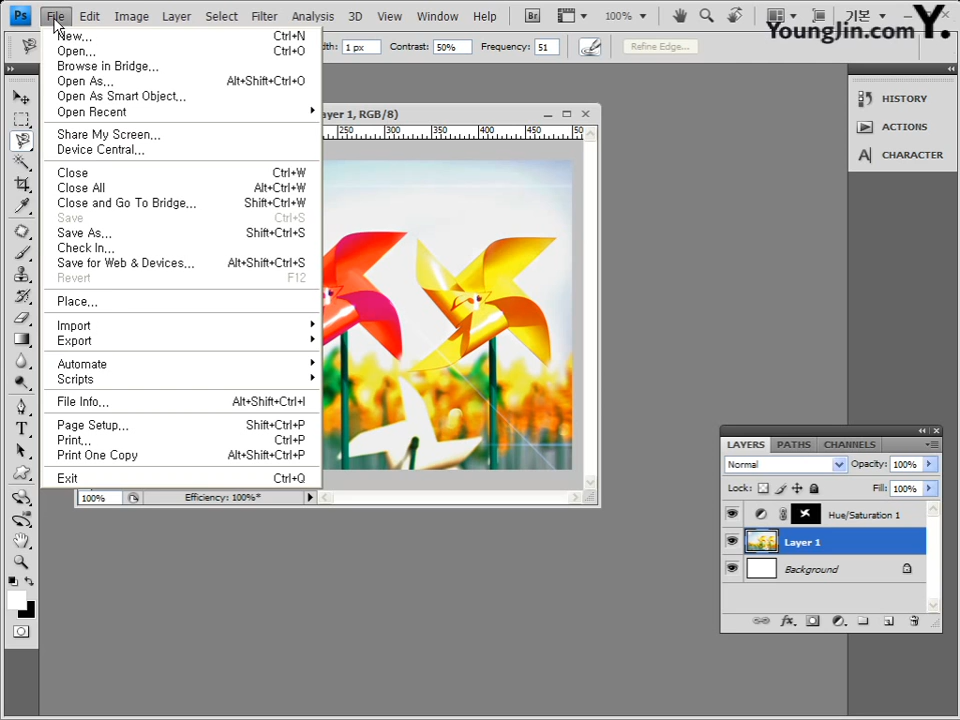 Ps File Edit Image Layer Select Filter Analysis 3D View Window Help Br 100% 기본
YoungJin.com Y.
1 px Contrast: 50% Frequency: 51 Refine Edge...
New... Ctrl+N
Open... Ctrl+O
Browse in Bridge...
Open As... Alt+Shift+Ctrl+O
Open As Smart Object...
Open Recent
Share My Screen...
Device Central...
Close Ctrl+W
Close All Alt+Ctrl+W
Close and Go To Bridge... Shift+Ctrl+W
Save Ctrl+S
Save As... Shift+Ctrl+S
Check In...
Save for Web & Devices... Alt+Shift+Ctrl+S
Revert F12
Place...
Import
Export
Automate
Scripts
File Info... Alt+Shift+Ctrl+I
Page Setup... Shift+Ctrl+P
Print... Ctrl+P
Print One Copy Alt+Shift+Ctrl+P
Exit Ctrl+Q
1, RGB/8)
250 300 350 400 450
100% Efficiency: 100%*
HISTORY
ACTIONS
CHARACTER
LAYERS PATHS CHANNELS
Normal Opacity: 100%
Lock: Fill: 100%
Hue/Saturation 1
Layer 1
Background